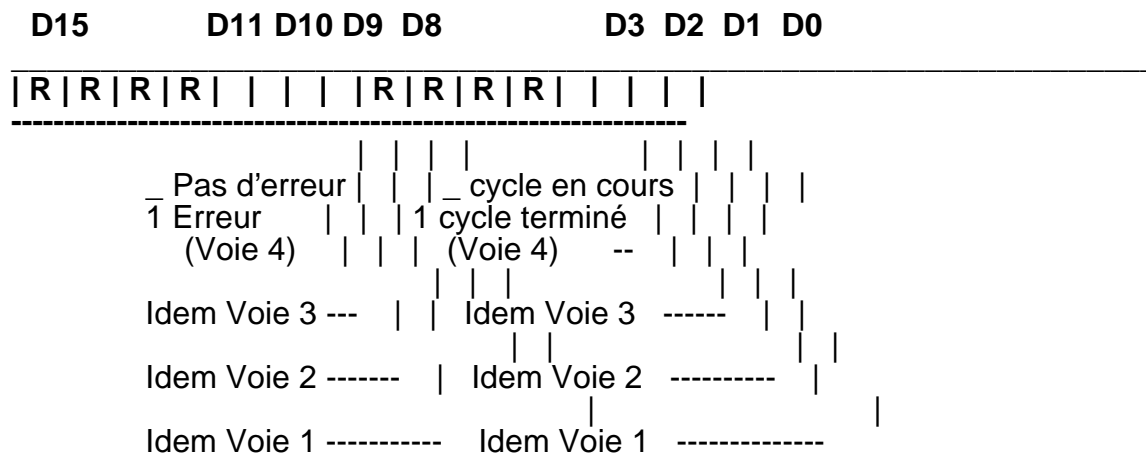 D15 D11 D10 D9 D8 D3 D2 D1 D0
________________________________________________________________
| R | R | R | R | | | | | R | R | R | R | | | | |
----------------------------------------------------------------
| | | | | | | |
_ Pas d'erreur | | | _ cycle en cours | | | |
1 Erreur | | | 1 cycle terminé | | | |
(Voie 4) | | | (Voie 4) -- | | |
| | | | | |
Idem Voie 3 --- | | Idem Voie 3 ------ | |
| | | |
Idem Voie 2 ------- | Idem Voie 2 ---------- |
| |
Idem Voie 1 ----------- Idem Voie 1 --------------